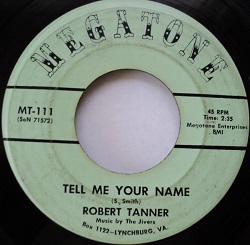 MEGATONE
MT-111
(SoN 71572)
45 RPM
Time: 2:35
Megatone Enterprises
BMI
TELL ME YOUR NAME
(S. Smith)
ROBERT TANNER
Music by The Jivers
Box 1122—LYNCHBURG, VA.